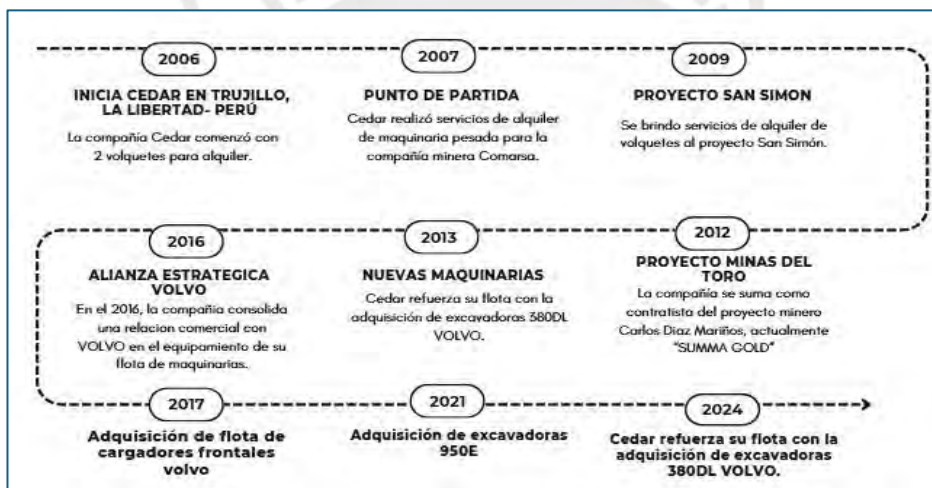 2006
INICIA CEDAR EN TRUJILLO,
LA LIBERTAD- PERÚ
La compañía Cedar comenzó con
2 volquetes para alquiler.
2007
PUNTO DE PARTIDA
Cedar realizó servicios de alquiler
de maquinaria pesada para la
compañía minera Comarsa.
2009
PROYECTO SAN SIMON
Se brindo servicios de alquiler de
volquetes al proyecto San Simón.
2012
PROYECTO MINAS DEL
TORO
La compañía se suma como
contratista del proyecto minero
Carlos Diaz Mariños, actualmente
"SUMMA GOLD"
2013
NUEVAS MAQUINARIAS
Cedar refuerza su flota con la
adquisición de excavadoras 380DL
VOLVO.
2016
ALIANZA ESTRATEGICA
VOLVO
En el 2016, la compañia consolida
una relacion comercial con
VOLVO en el equipamiento de su
flota de maquinarias.
2017
Adquisición de flota de
cargadores frontales
volvo
2021
Adquisición de excavadoras
950E
2024
Cedar refuerza su flota con la
adquisición de excavadoras
380DL VOLVO.